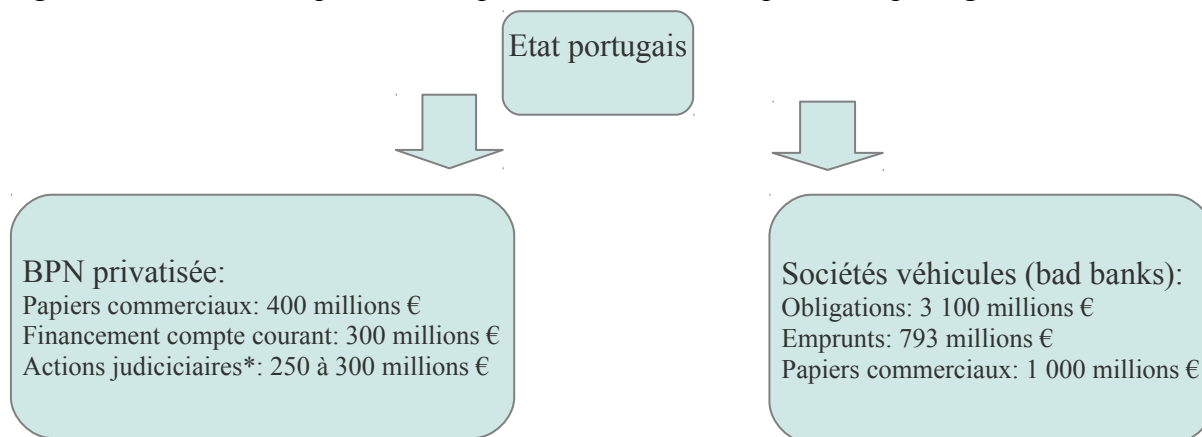 Etat portugais
BPN privatisée:
Papiers commerciaux: 400 millions €
Financement compte courant: 300 millions €
Actions judiciciaires*: 250 à 300 millions €
Sociétés véhicules (bad banks):
Obligations: 3 100 millions €
Emprunts: 793 millions €
Papiers commerciaux: 1 000 millions €